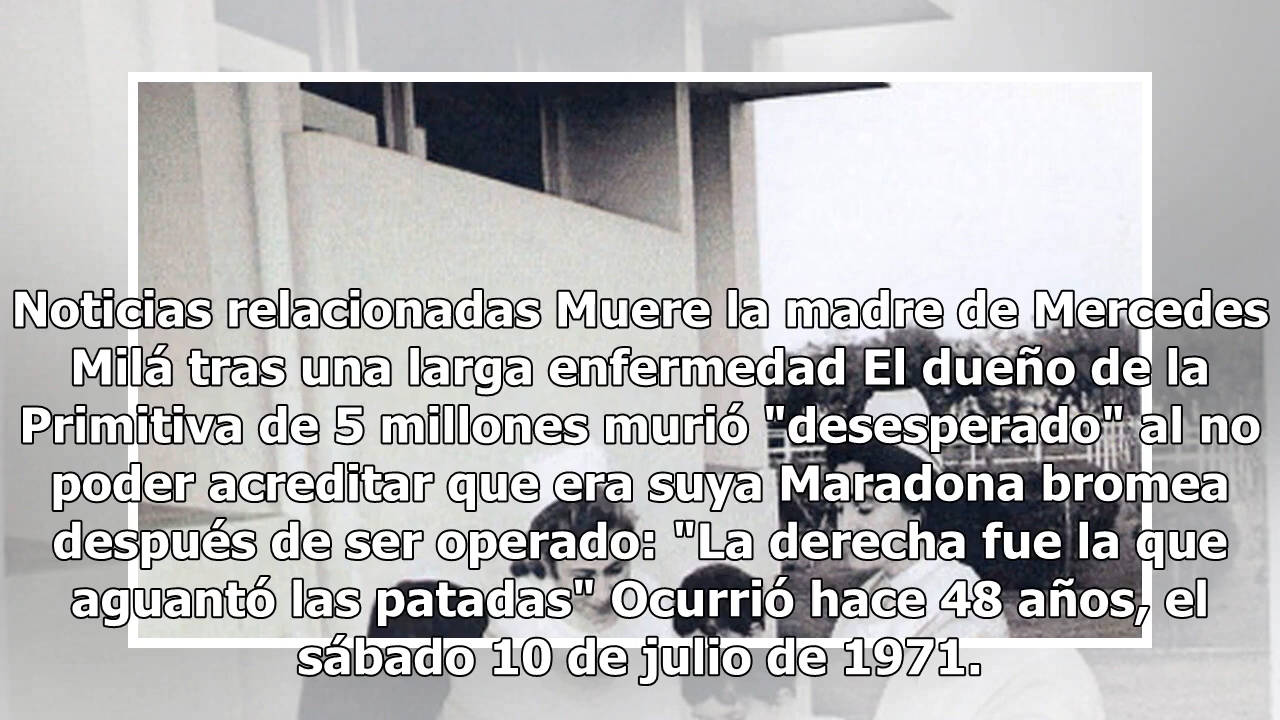 Noticias relacionadas Muere la madre de Mercedes
Milá tras una larga enfermedad El dueño de la
Primitiva de 5 millones murió "desesperado" al no
poder acreditar que era suya Maradona bromea
después de ser operado: "La derecha fue la que
aguantó las patadas" Ocurrió hace 48 años, el
sábado 10 de julio de 1971.